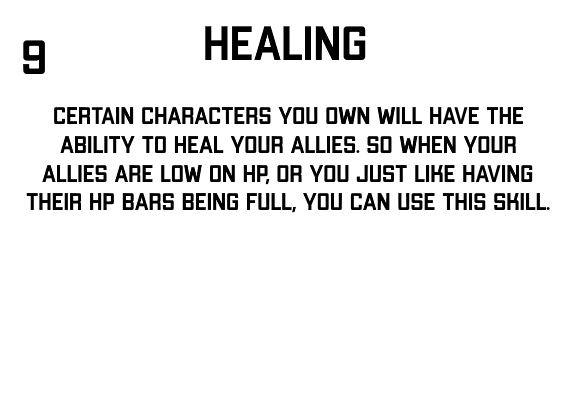 9
HEALING
CERTAIN CHARACTERS YOU OWN WILL HAVE THE
ABILITY TO HEAL YOUR ALLIES. SO WHEN YOUR
ALLIES ARE LOW ON HP, OR YOU JUST LIKE HAVING
THEIR HP BARS BEING FULL, YOU CAN USE THIS SKILL.